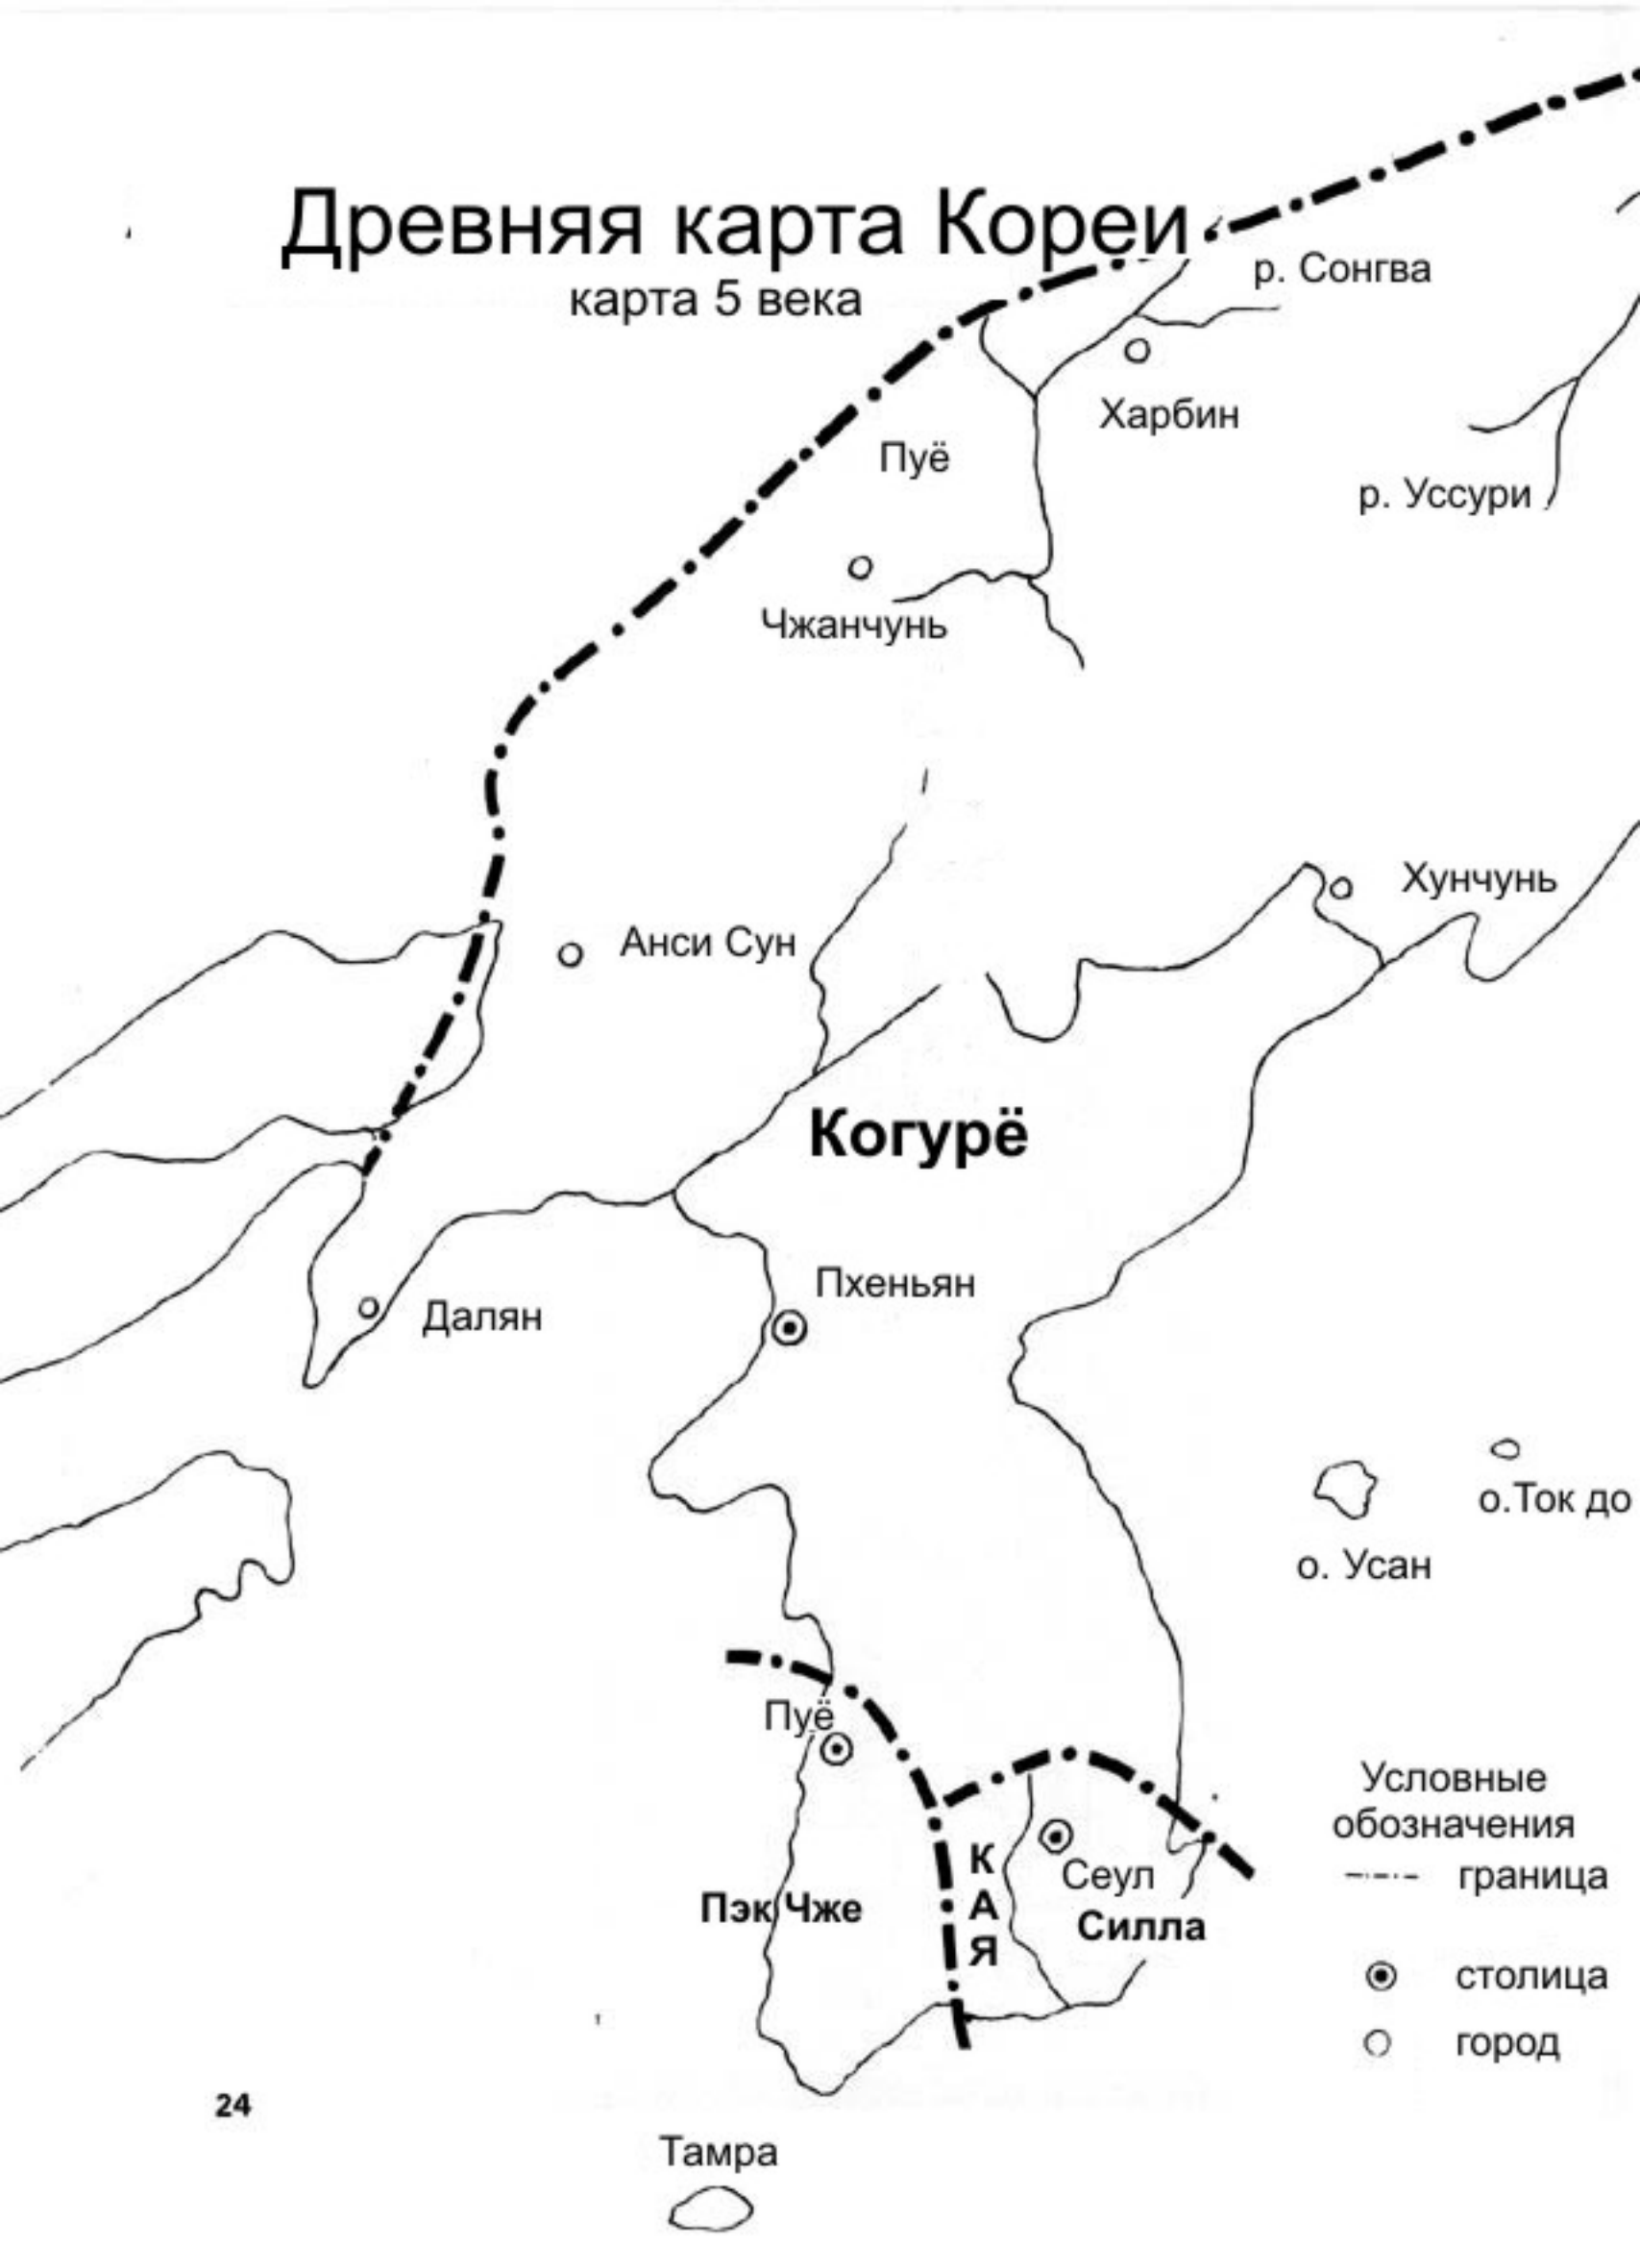 Древняя карта Кореи
карта 5 века
р. Сонгва
Харбин
Пуё
р. Уссури
Чжанчунь
Хунчунь
Анси Сун
Когурё
Пхеньян
Далян
о.Ток до
о. Усан
Пуё
Условные
обозначения
граница
столица
город
К
А
Я
Сеул
Пэк Чже
Силла
24
Тамра